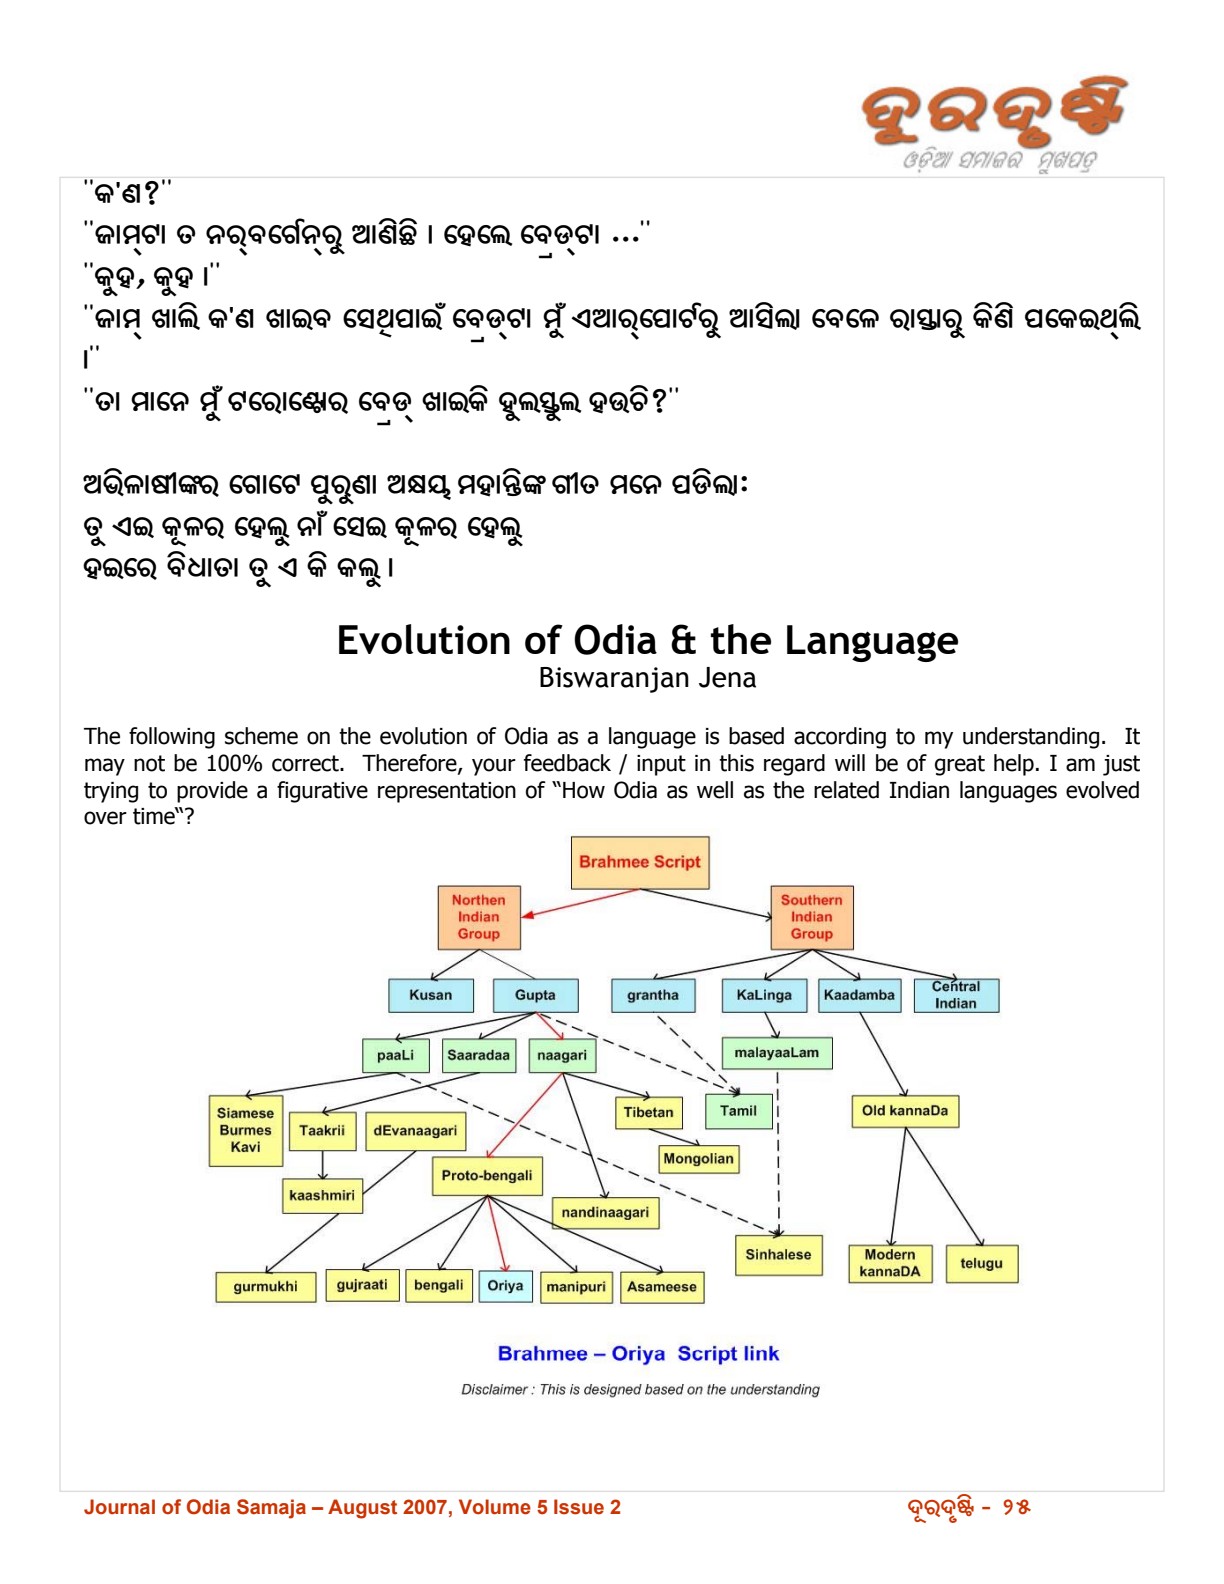 ଦୁରଦୃଷ୍ଟି
ଓଡ଼ିଆ ସମାଜର ମୁଖପତ୍ର
"କ'ଣ?"
"ଜାମ୍‌ଟା ତ ନର୍‌ବର୍ଗେନ୍‌ରୁ ଆଣିଛି । ହେଲେ ବ୍ରେଡ୍‌ଟା ..."
"କୁହ, କୁହ ।"
"ଜାମ୍ ଖାଲି କ'ଣ ଖାଇବ ସେଥିପାଇଁ ବ୍ରେଡ୍‌ଟା ମୁଁ ଏଆର୍‌ପୋର୍ଟରୁ ଆସିଲା ବେଳେ ରାସ୍ତାରୁ କିଣି ପକେଇଥିଲି
।"
"ତା ମାନେ ମୁଁ ଟରୋଣ୍ଟୋର ବ୍ରେଡ୍ ଖାଇକି ହୁଲସ୍ଥୁଲ ହଉଚି?"
ଅଭିଳାଷୀଙ୍କର ଗୋଟେ ପୁରୁଣା ଅକ୍ଷୟ ମହାନ୍ତିଙ୍କ ଗୀତ ମନେ ପଡିଲା:
ତୁ ଏଇ କୂଳର ହେଲୁ ନାଁ ସେଇ କୂଳର ହେଲୁ
ହଇରେ ବିଧାତା ତୁ ଏ କି କଲୁ ।
Evolution of Odia & the Language
Biswaranjan Jena
The following scheme on the evolution of Odia as a language is based according to my understanding. It
may not be 100% correct. Therefore, your feedback / input in this regard will be of great help. I am just
trying to provide a figurative representation of “How Odia as well as the related Indian languages evolved
over time“?
Brahmee Script
Northen
Indian
Group
Southern
Indian
Group
Kusan
Gupta
grantha
KaLinga
Kaadamba
Central
Indian
paaLi
Saaradaa
naagari
malayaaLam
Siamese
Burmes
Kavi
Taakrii
dEvanaagari
Tibetan
Tamil
Old kannaDa
Mongolian
Proto-bengali
kaashmiri
nandinaagari
Sinhalese
Modern
kannaDA
telugu
gurmukhi
gujraati
bengali
Oriya
manipuri
Asameese
Brahmee – Oriya Script link
Disclaimer : This is designed based on the understanding
Journal of Odia Samaja – August 2007, Volume 5 Issue 2 ଦୂରଦୃଷ୍ଟି - ୨୫